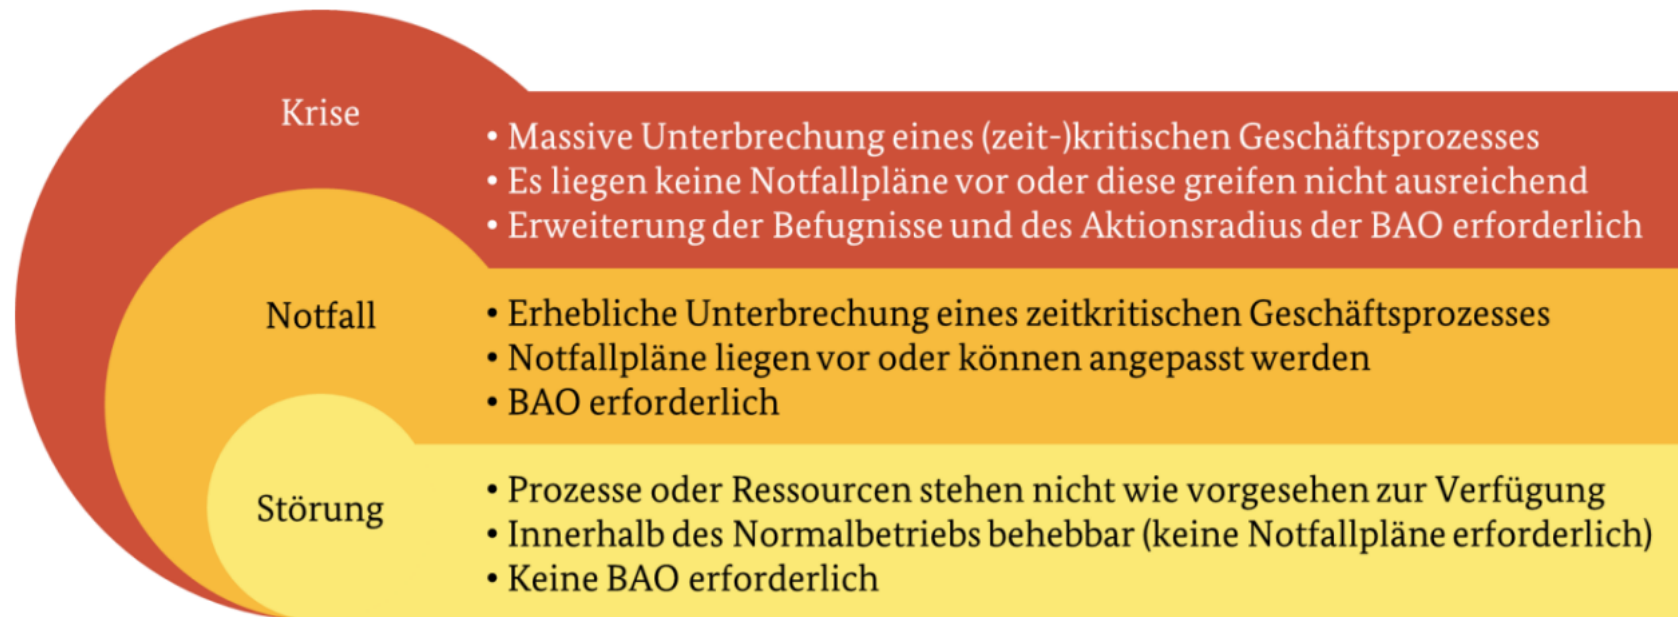 Krise
• Massive Unterbrechung eines (zeit-)kritischen Geschäftsprozesses
• Es liegen keine Notfallpläne vor oder diese greifen nicht ausreichend
• Erweiterung der Befugnisse und des Aktionsradius der BAO erforderlich
Notfall
• Erhebliche Unterbrechung eines zeitkritischen Geschäftsprozesses
• Notfallpläne liegen vor oder können angepasst werden
• BAO erforderlich
Störung
• Prozesse oder Ressourcen stehen nicht wie vorgesehen zur Verfügung
• Innerhalb des Normalbetriebs behebbar (keine Notfallpläne erforderlich)
• Keine BAO erforderlich